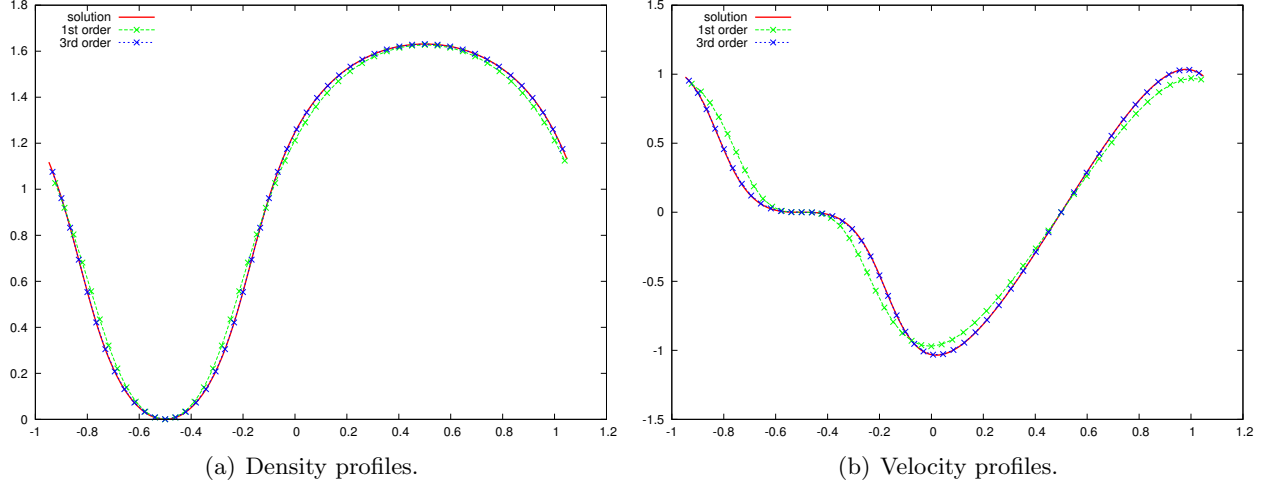 solution
1st order
3rd order
1.8
1.6
1.4
1.2
1
0.8
0.6
0.4
0.2
0
-1 -0.8 -0.6 -0.4 -0.2 0 0.2 0.4 0.6 0.8 1 1.2
(a) Density profiles.
solution
1st order
3rd order
1.5
1
0.5
0
-0.5
-1
-1.5
-1 -0.8 -0.6 -0.4 -0.2 0 0.2 0.4 0.6 0.8 1 1.2
(b) Velocity profiles.